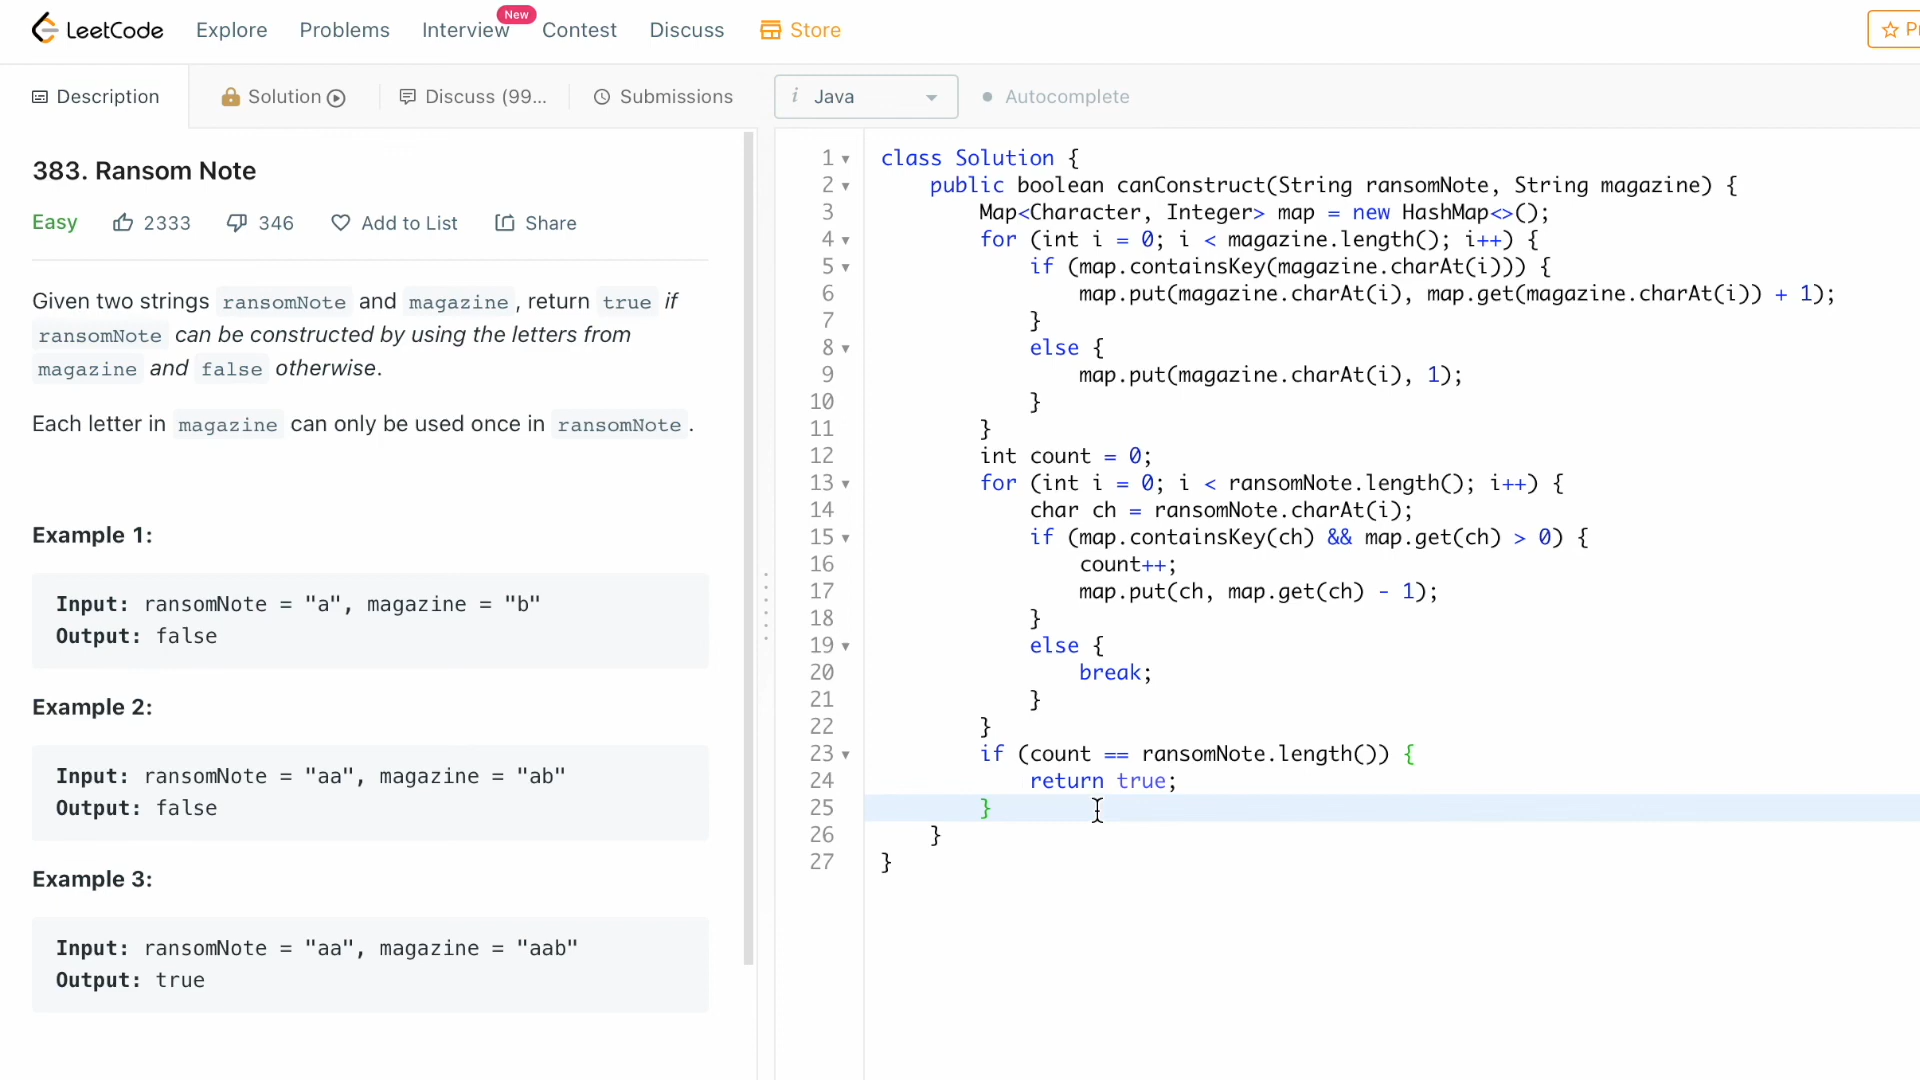 LeetCode Explore Problems Interview New Contest Discuss Store
Description Solution Discuss (99... Submissions i Java Autocomplete
383. Ransom Note
Easy 2333 346 Add to List Share
Given two strings ransomNote and magazine, return true if
ransomNote can be constructed by using the letters from
magazine and false otherwise.
Each letter in magazine can only be used once in ransomNote.
Example 1:
Input: ransomNote = "a", magazine = "b"
Output: false
Example 2:
Input: ransomNote = "aa", magazine = "ab"
Output: false
Example 3:
Input: ransomNote = "aa", magazine = "aab"
Output: true
1 class Solution {
2     public boolean canConstruct(String ransomNote, String magazine) {
3         Map<Character, Integer> map = new HashMap<>();
4         for (int i = 0; i < magazine.length(); i++) {
5             if (map.containsKey(magazine.charAt(i))) {
6                 map.put(magazine.charAt(i), map.get(magazine.charAt(i)) + 1);
7             }
8             else {
9                 map.put(magazine.charAt(i), 1);
10             }
11         }
12         int count = 0;
13         for (int i = 0; i < ransomNote.length(); i++) {
14             char ch = ransomNote.charAt(i);
15             if (map.containsKey(ch) && map.get(ch) > 0) {
16                 count++;
17                 map.put(ch, map.get(ch) - 1);
18             }
19             else {
20                 break;
21             }
22         }
23         if (count == ransomNote.length()) {
24             return true;
25         }
26     }
27 }